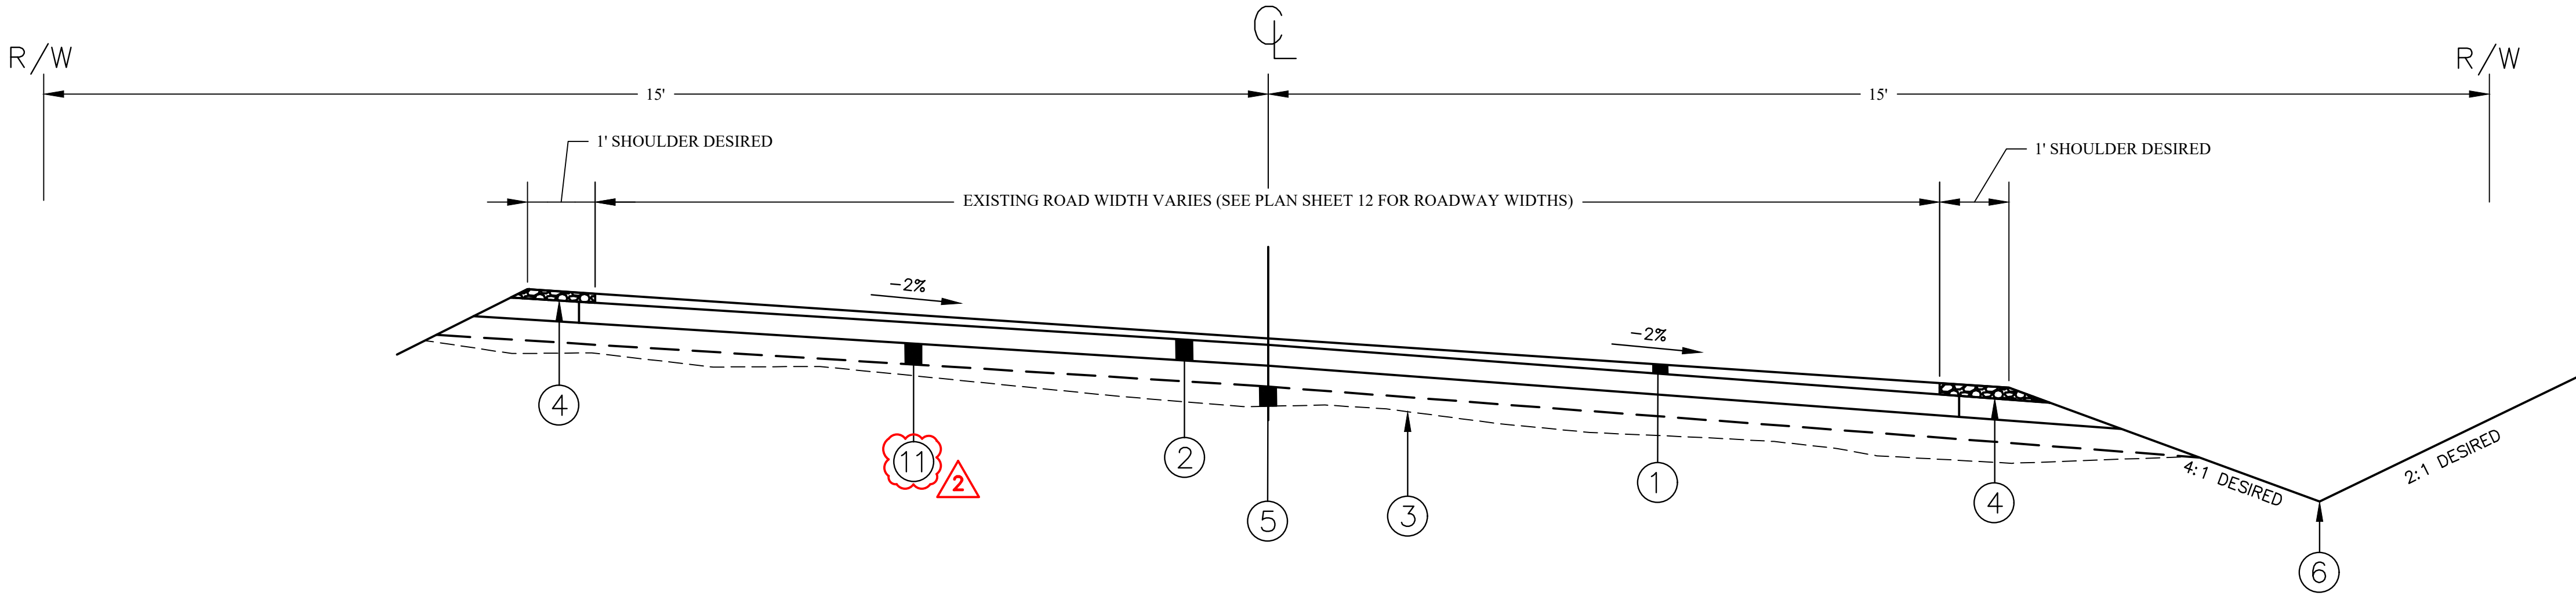 CL
R/W
R/W
15'
15'
1' SHOULDER DESIRED
1' SHOULDER DESIRED
EXISTING ROAD WIDTH VARIES (SEE PLAN SHEET 12 FOR ROADWAY WIDTHS)
-2%
-2%
4
11
2
2
1
5
3
4
4:1 DESIRED
2:1 DESIRED
6